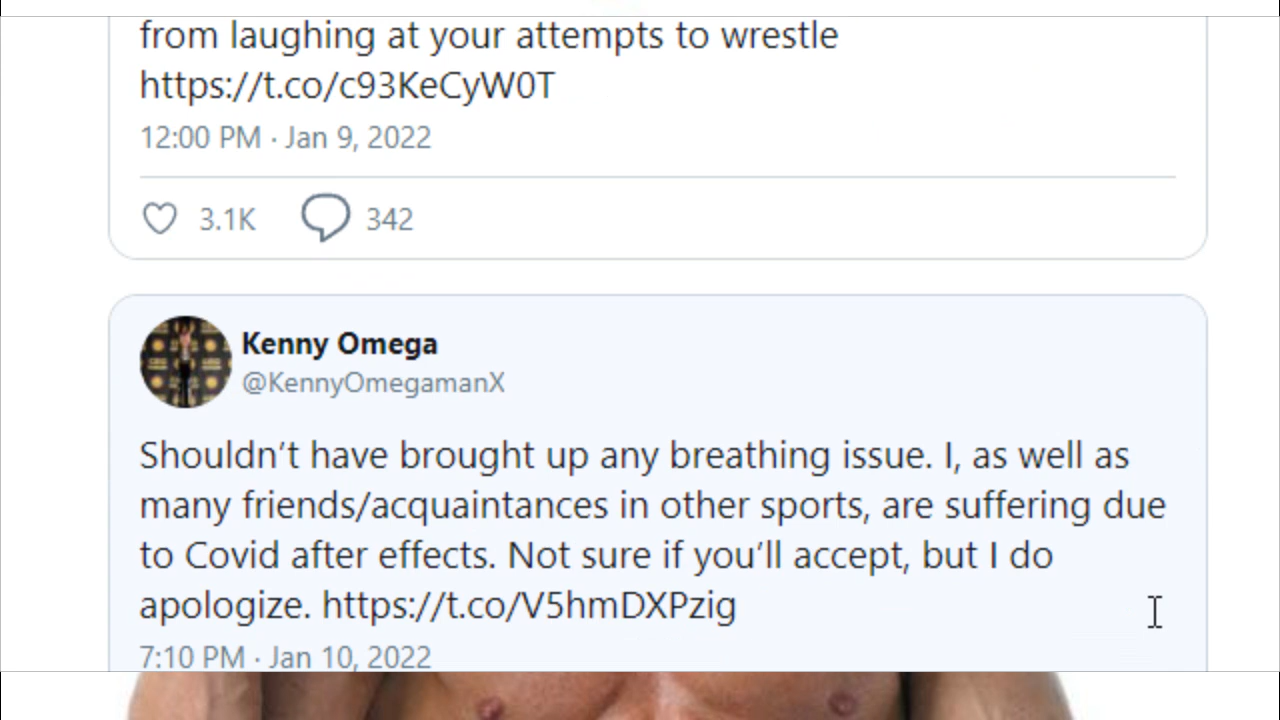 from laughing at your attempts to wrestle
https://t.co/c93KeCyW0T
12:00 PM · Jan 9, 2022
3.1K 342
Kenny Omega
@KennyOmegamanX
Shouldn’t have brought up any breathing issue. I, as well as
many friends/acquaintances in other sports, are suffering due
to Covid after effects. Not sure if you’ll accept, but I do
apologize. https://t.co/V5hmDXPzig
7:10 PM · Jan 10, 2022